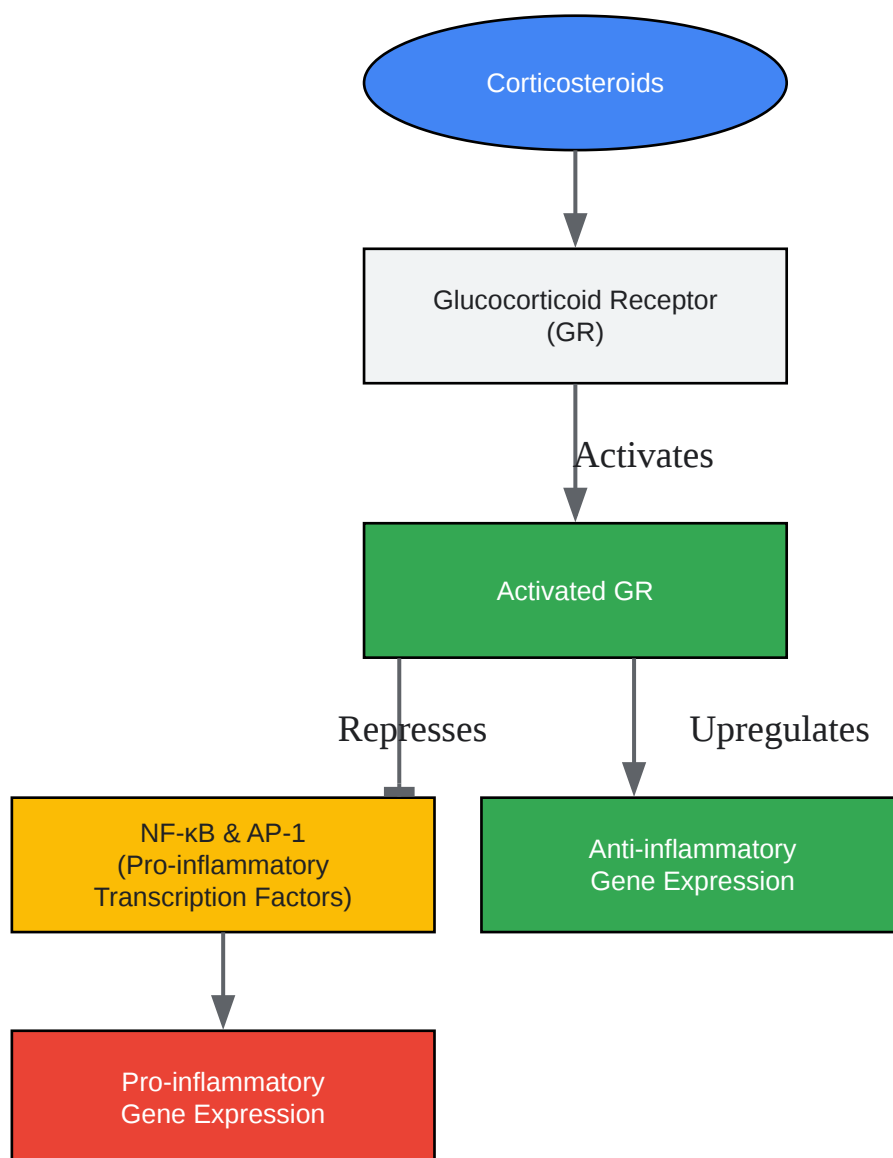 Corticosteroids
Glucocorticoid Receptor
(GR)
Activates
Activated GR
Represses
Upregulates
NF-κB & AP-1
(Pro-inflammatory
Transcription Factors)
Anti-inflammatory
Gene Expression
Pro-inflammatory
Gene Expression